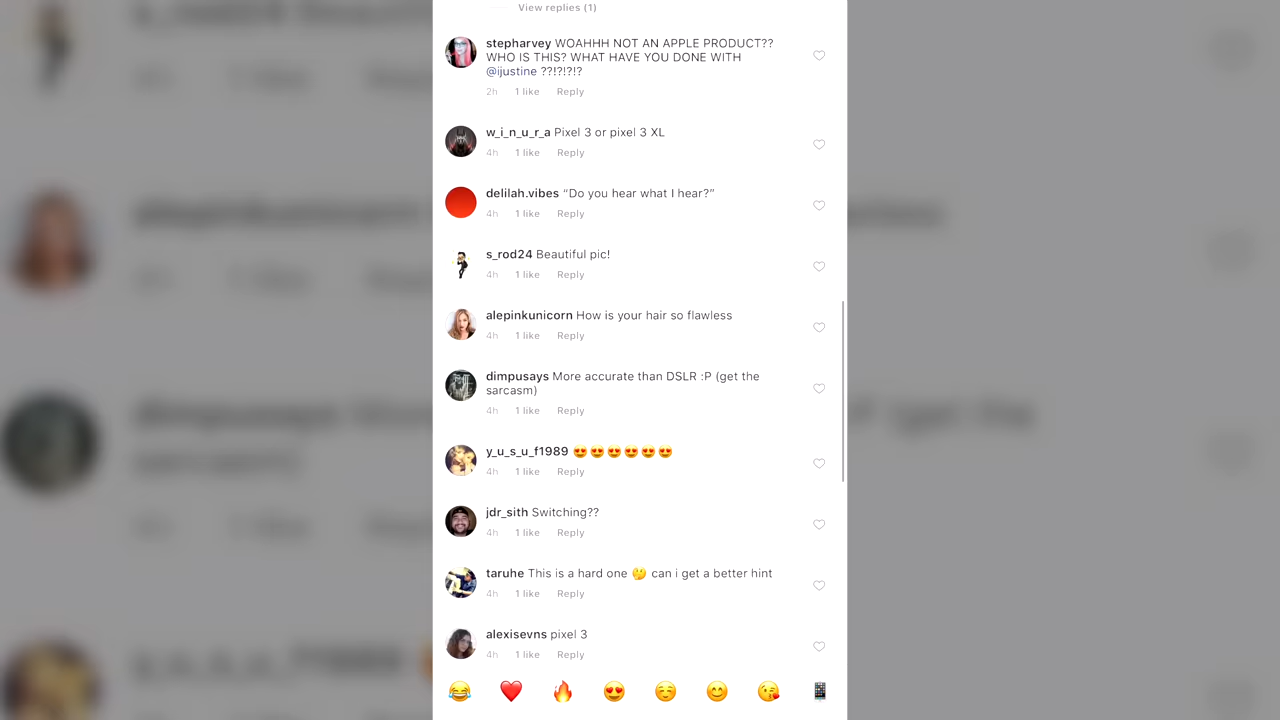 View replies (1)
stepharvey WOAHHH NOT AN APPLE PRODUCT??
WHO IS THIS? WHAT HAVE YOU DONE WITH
@ijustine ??!?!?!?
2h 1 like Reply
w_i_n_u_r_a Pixel 3 or pixel 3 XL
4h 1 like Reply
delilah.vibes “Do you hear what I hear?”
4h 1 like Reply
s_rod24 Beautiful pic!
4h 1 like Reply
alepinkunicorn How is your hair so flawless
4h 1 like Reply
dimpusays More accurate than DSLR :P (get the
sarcasm)
4h 1 like Reply
y_u_s_u_f1989 😍😍😍😍😍😍
4h 1 like Reply
jdr_sith Switching??
4h 1 like Reply
taruhe This is a hard one 🤔 can i get a better hint
4h 1 like Reply
alexisevns pixel 3
4h 1 like Reply